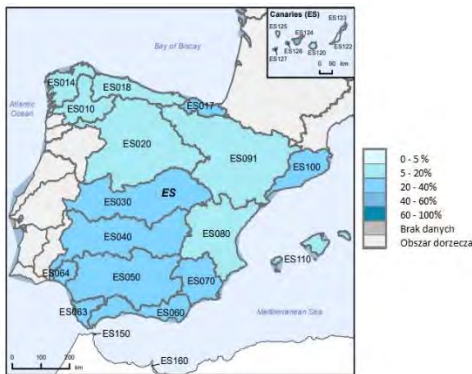 Canaries (ES)
ES123
ES125
ES124
ES126
ES120
ES122
ES127
0 90 km
Bay of Biscay
ES014
ES018
ES017
Atlantic
Ocean
ES010
ES020
ES091
ES100
ES030
ES
ES040
ES080
ES110
ES064
ES050
ES070
ES063
ES060
Mediterranean Sea
ES150
ES160
0 100 200
km
0 - 5 %
5 - 20%
20 - 40%
40 - 60%
60 - 100%
Brak danych
Obszar dorzecza